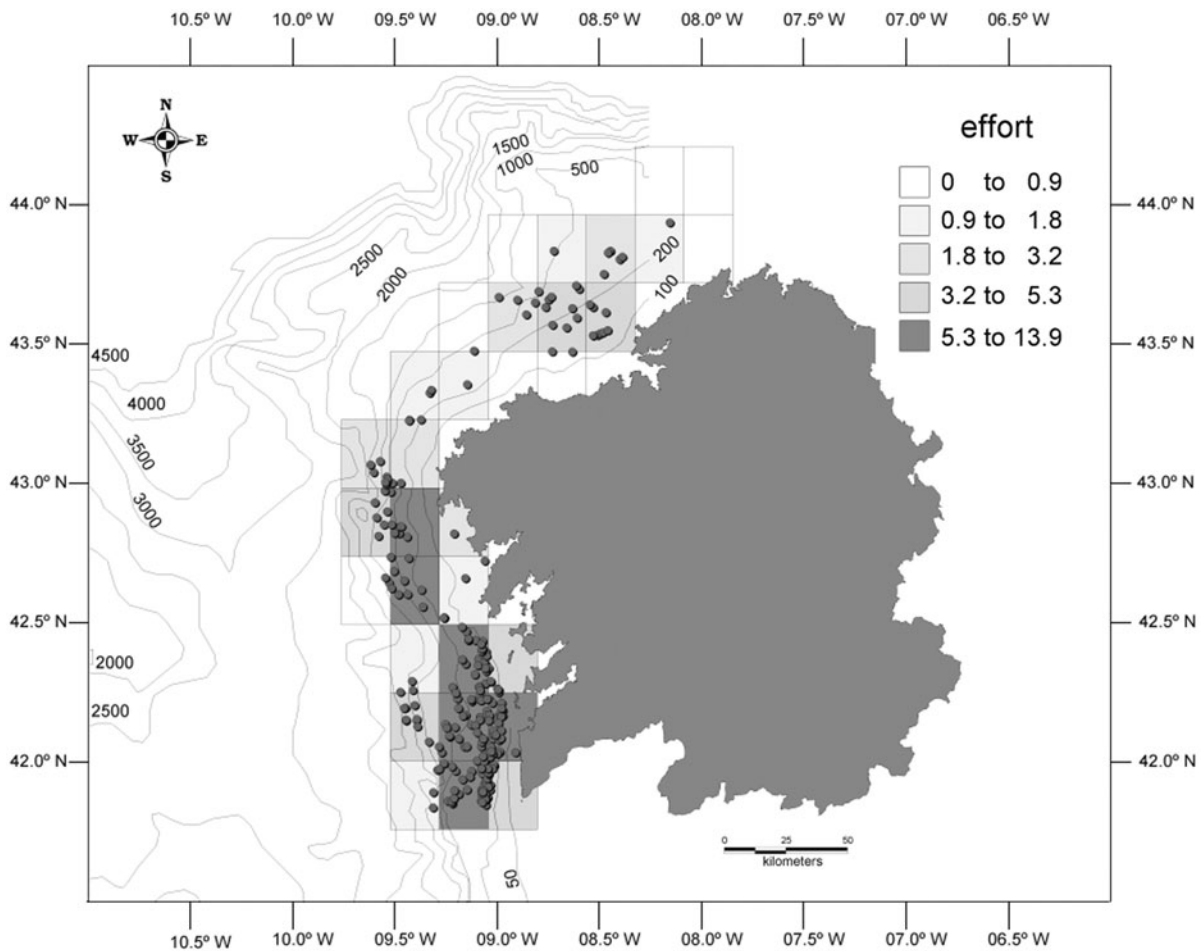 10.5º W 10.0º W 09.5º W 09.0º W 08.5º W 08.0º W 07.5º W 07.0º W 06.5º W
N
W E
S
effort
0 to 0.9
0.9 to 1.8
1.8 to 3.2
3.2 to 5.3
5.3 to 13.9
1500
1000
500
44.0º N
44.0º N
2500
2000
200
100
43.5º N
43.5º N
4500
4000
3500
3000
43.0º N
43.0º N
42.5º N
42.5º N
2000
2500
42.0º N
42.0º N
0 25 50
kilometers
50
10.5º W 10.0º W 09.5º W 09.0º W 08.5º W 08.0º W 07.5º W 07.0º W 06.5º W